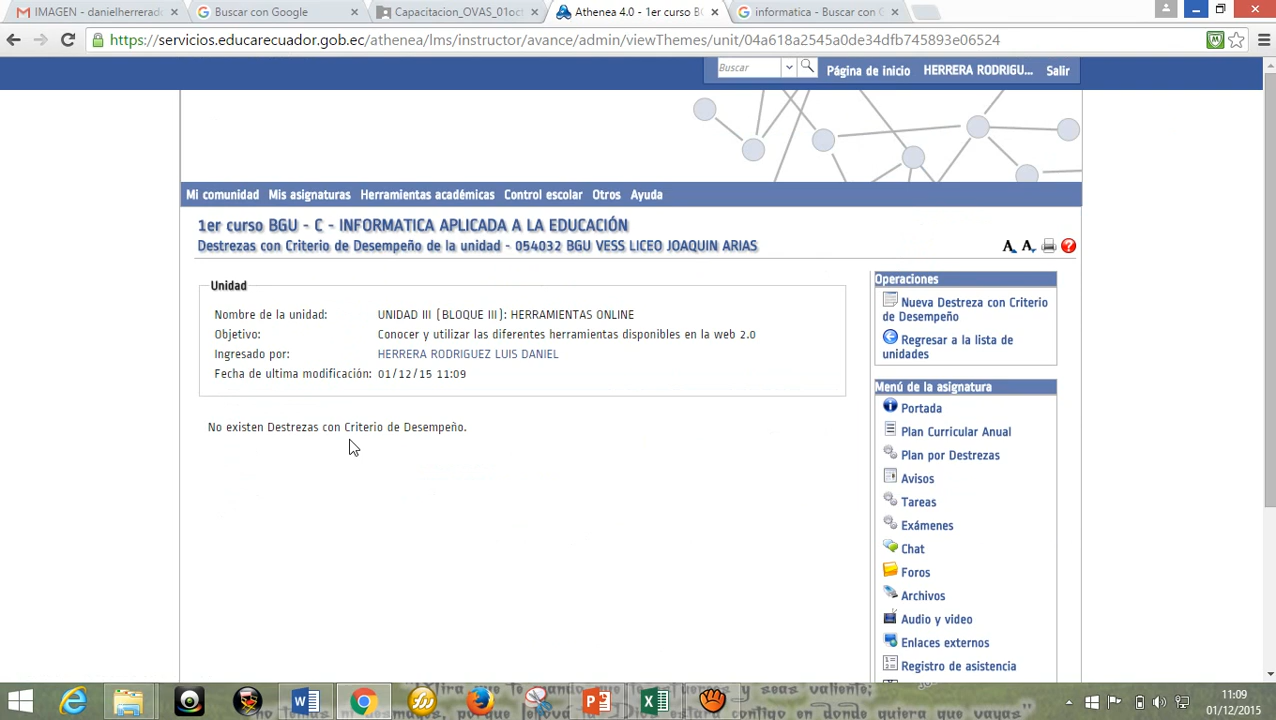 IMAGEN - danielherrerado
Buscar con Google
Capacitacion_OVAS_01oct
Athenea 4.0 - 1er curso BG
informatica - Buscar con G
https://servicios.educarecuador.gob.ec/athenea/lms/instructor/avance/admin/viewThemes/unit/04a618a2545a0de34dfb745893e06524
Buscar
Página de inicio
HERRERA RODRIGU...
Salir
Mi comunidad Mis asignaturas Herramientas académicas Control escolar Otros Ayuda
1er curso BGU - C - INFORMATICA APLICADA A LA EDUCACIÓN
Destrezas con Criterio de Desempeño de la unidad - 054032 BGU VESS LICEO JOAQUIN ARIAS
Unidad
Nombre de la unidad: UNIDAD III (BLOQUE III): HERRAMIENTAS ONLINE
Objetivo: Conocer y utilizar las diferentes herramientas disponibles en la web 2.0
Ingresado por: HERRERA RODRIGUEZ LUIS DANIEL
Fecha de ultima modificación: 01/12/15 11:09
No existen Destrezas con Criterio de Desempeño.
Operaciones
Nueva Destreza con Criterio
de Desempeño
Regresar a la lista de
unidades
Menú de la asignatura
Portada
Plan Curricular Anual
Plan por Destrezas
Avisos
Tareas
Exámenes
Chat
Foros
Archivos
Audio y video
Enlaces externos
Registro de asistencia
y seas valiente;
contigo en donde quiera que vayas"
11:09
01/12/2015